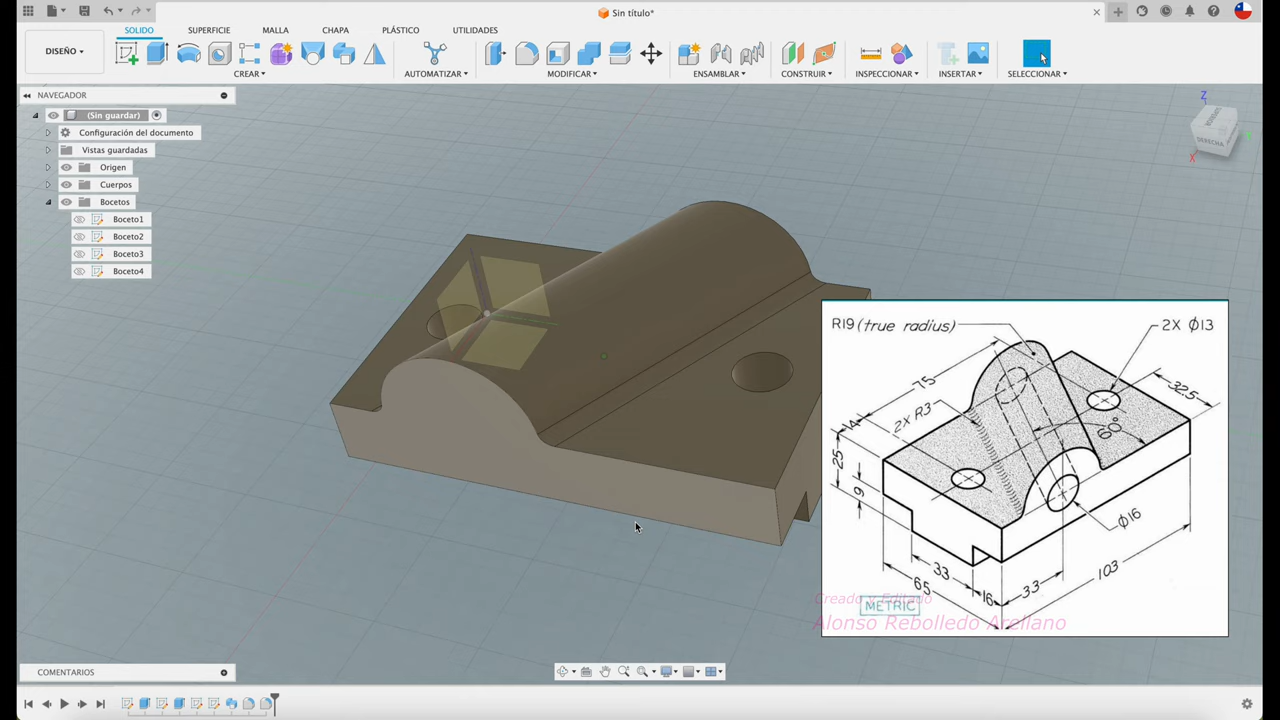 Sin título*
DISEÑO
SOLIDO
SUPERFICIE
MALLA
CHAPA
PLÁSTICO
UTILIDADES
CREAR
AUTOMATIZAR
MODIFICAR
ENSAMBLAR
CONSTRUIR
INSPECCIONAR
INSERTAR
SELECCIONAR
NAVEGADOR
(Sin guardar)
Configuración del documento
Vistas guardadas
Origen
Cuerpos
Bocetos
Boceto1
Boceto2
Boceto3
Boceto4
Z
X
DERECHA
R19 (true radius)
2X Ø13
75
32.5
2X R3
14
60°
25
9
Ø16
33
33
103
65
16
METRIC
Creado y Editado
Alonso Rebolledo Arellano
COMENTARIOS